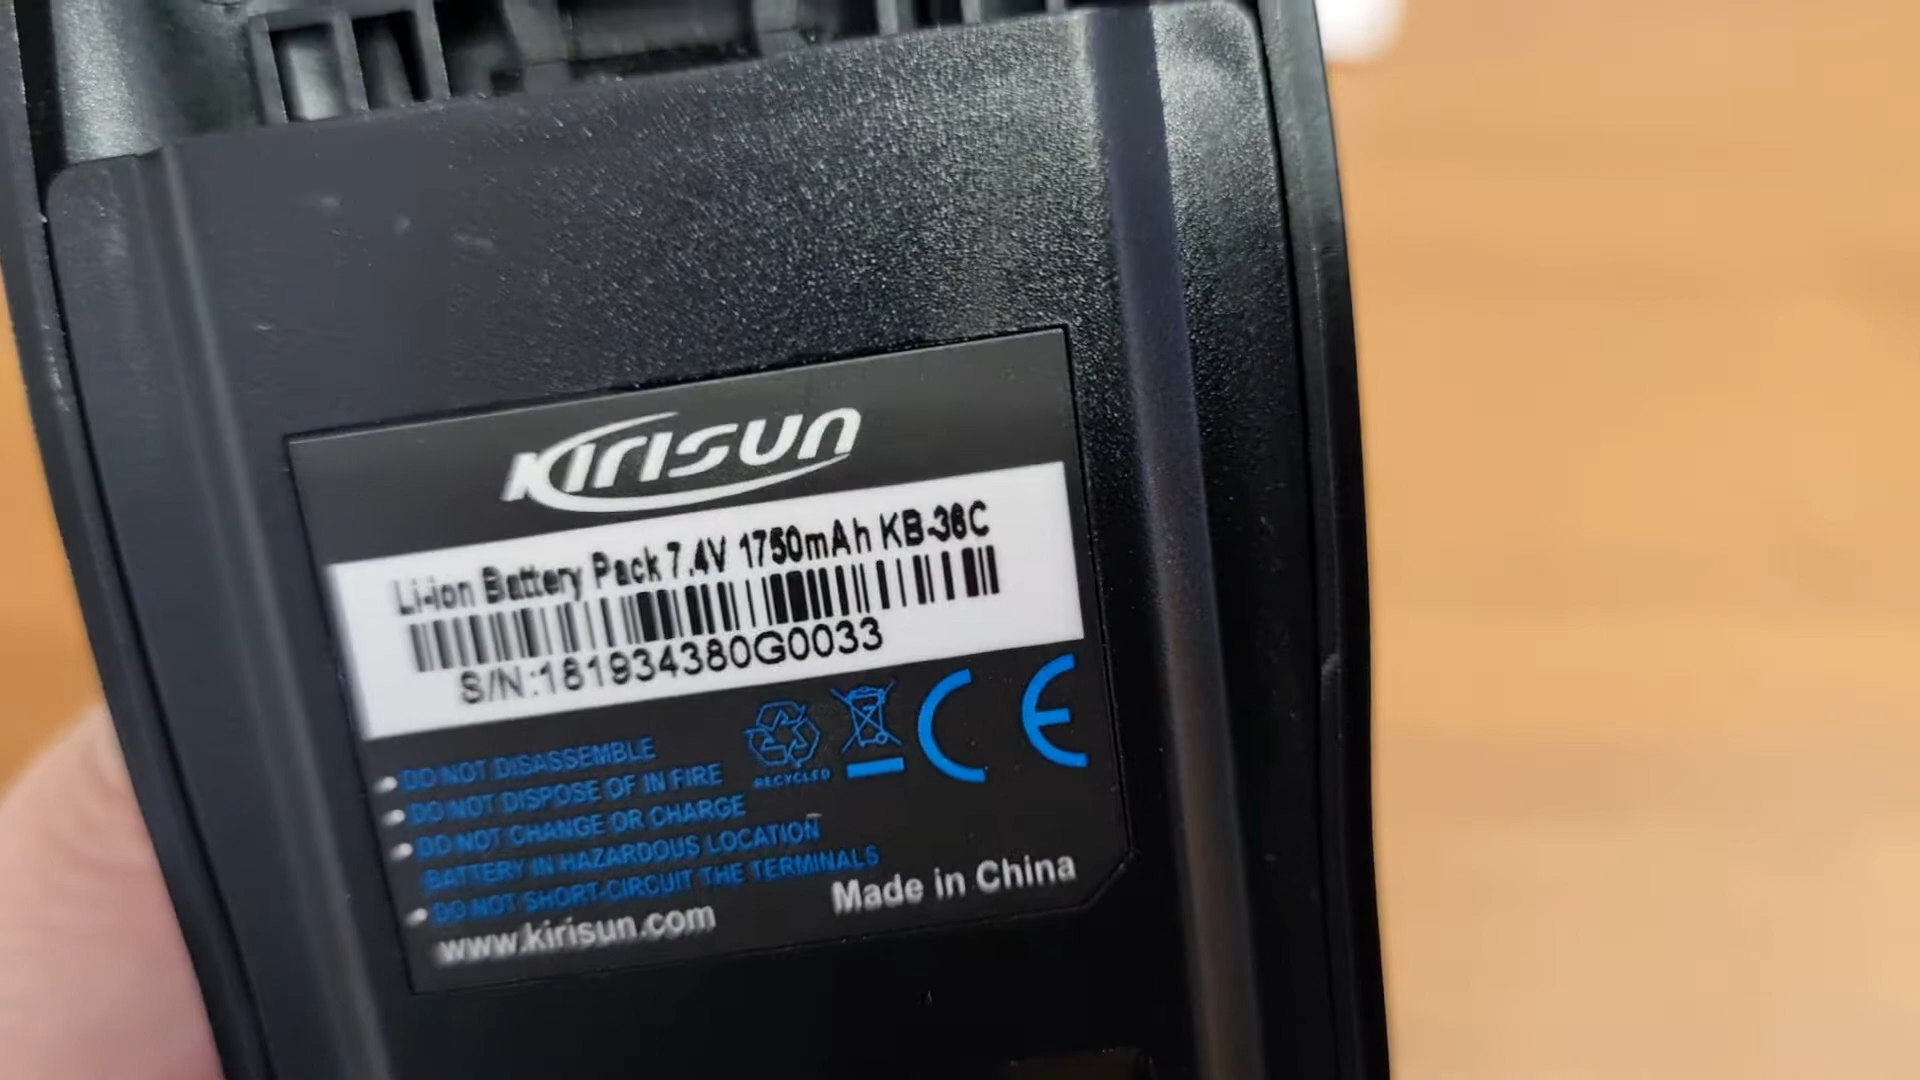 KIRISUN
Li-ion Battery Pack 7.4V 1750mAh KB-36C
S/N:181934380G0033
RECYCLED
CE
DO NOT DISASSEMBLE
DO NOT DISPOSE OF IN FIRE
DO NOT CHANGE OR CHARGE
BATTERY IN HAZARDOUS LOCATION
DO NOT SHORT-CIRCUIT THE TERMINALS
www.kirisun.com
Made in China